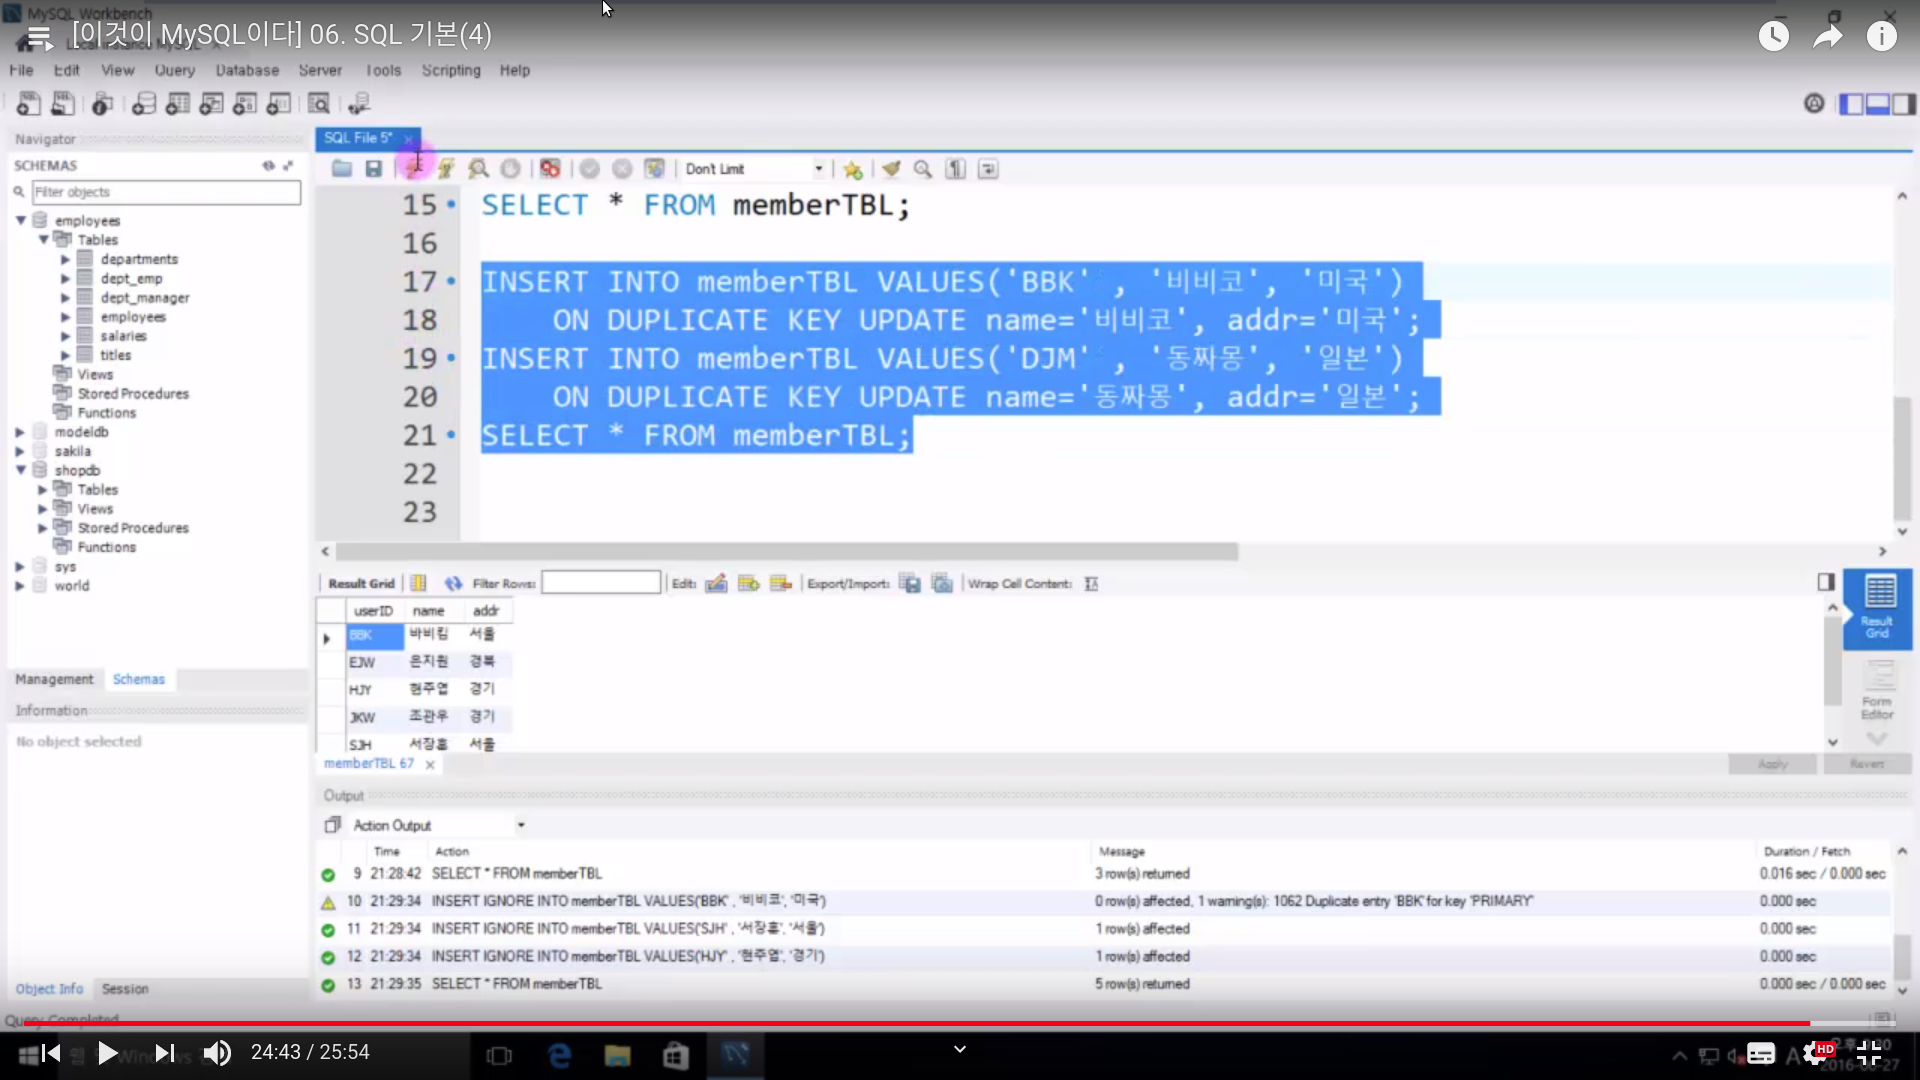 MySQL Workbench
[이것이 MySQL이다] 06. SQL 기본(4)
File Edit View Query Database Server Tools Scripting Help
Navigator
SQL File 5*
SCHEMAS
Don't Limit
Filter objects
employees
Tables
departments
dept_emp
dept_manager
employees
salaries
titles
Views
Stored Procedures
Functions
modeldb
sakila
shopdb
Tables
Views
Stored Procedures
Functions
sys
world
Management Schemas
Information
No object selected
Object Info Session
Query Completed
15 SELECT * FROM memberTBL;
16
17 INSERT INTO memberTBL VALUES('BBK' , '비비코', '미국')
18 ON DUPLICATE KEY UPDATE name='비비코', addr='미국';
19 INSERT INTO memberTBL VALUES('DJM' , '동짜몽', '일본')
20 ON DUPLICATE KEY UPDATE name='동짜몽', addr='일본';
21 SELECT * FROM memberTBL;
22
23
Result Grid Filter Rows: Edit: Export/Import: Wrap Cell Content:
userID name addr
BBK 바비킴 서울
EJW 은지원 경북
HJY 현주엽 경기
JKW 조관우 경기
SJH 서장훈 서울
Result Grid
Form Editor
memberTBL 67
Apply Revert
Output
Action Output
Time Action Message Duration / Fetch
9 21:28:42 SELECT * FROM memberTBL 3 row(s) returned 0.016 sec / 0.000 sec
10 21:29:34 INSERT IGNORE INTO memberTBL VALUES('BBK' , '비비코', '미국') 0 row(s) affected, 1 warning(s): 1062 Duplicate entry 'BBK' for key 'PRIMARY' 0.000 sec
11 21:29:34 INSERT IGNORE INTO memberTBL VALUES('SJH' , '서장훈', '서울') 1 row(s) affected 0.000 sec
12 21:29:34 INSERT IGNORE INTO memberTBL VALUES('HJY' , '현주엽', '경기') 1 row(s) affected 0.000 sec
13 21:29:35 SELECT * FROM memberTBL 5 row(s) returned 0.000 sec / 0.000 sec
24:43 / 25:54
HD